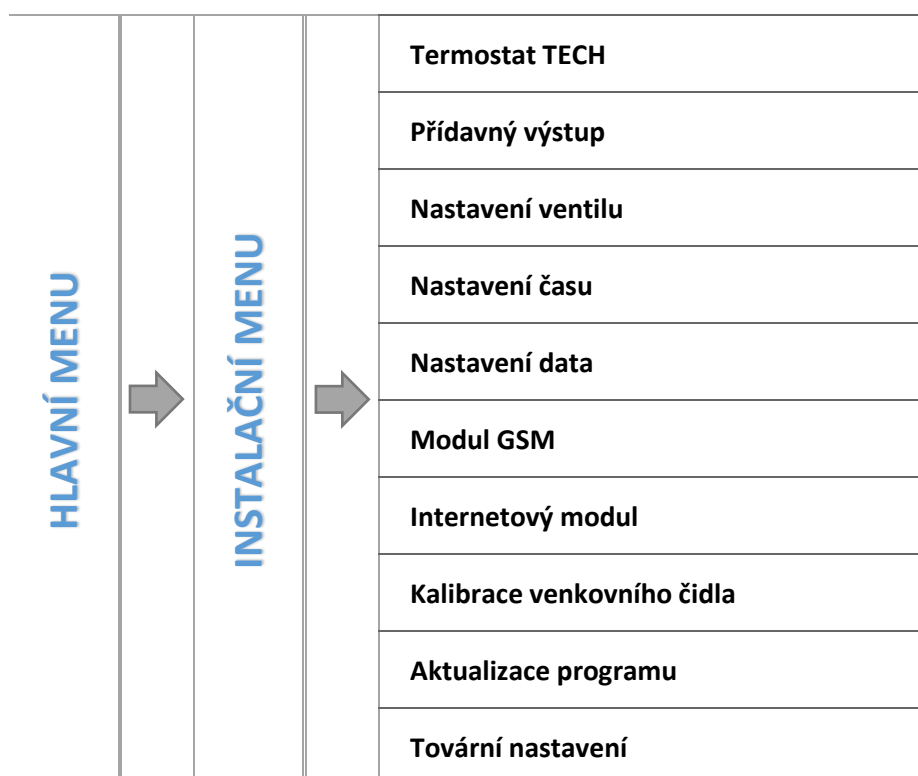 HLAVNÍ MENU
INSTALAČNÍ MENU
Termostat TECH
Přídavný výstup
Nastavení ventilu
Nastavení času
Nastavení data
Modul GSM
Internetový modul
Kalibrace venkovního čidla
Aktualizace programu
Tovární nastavení